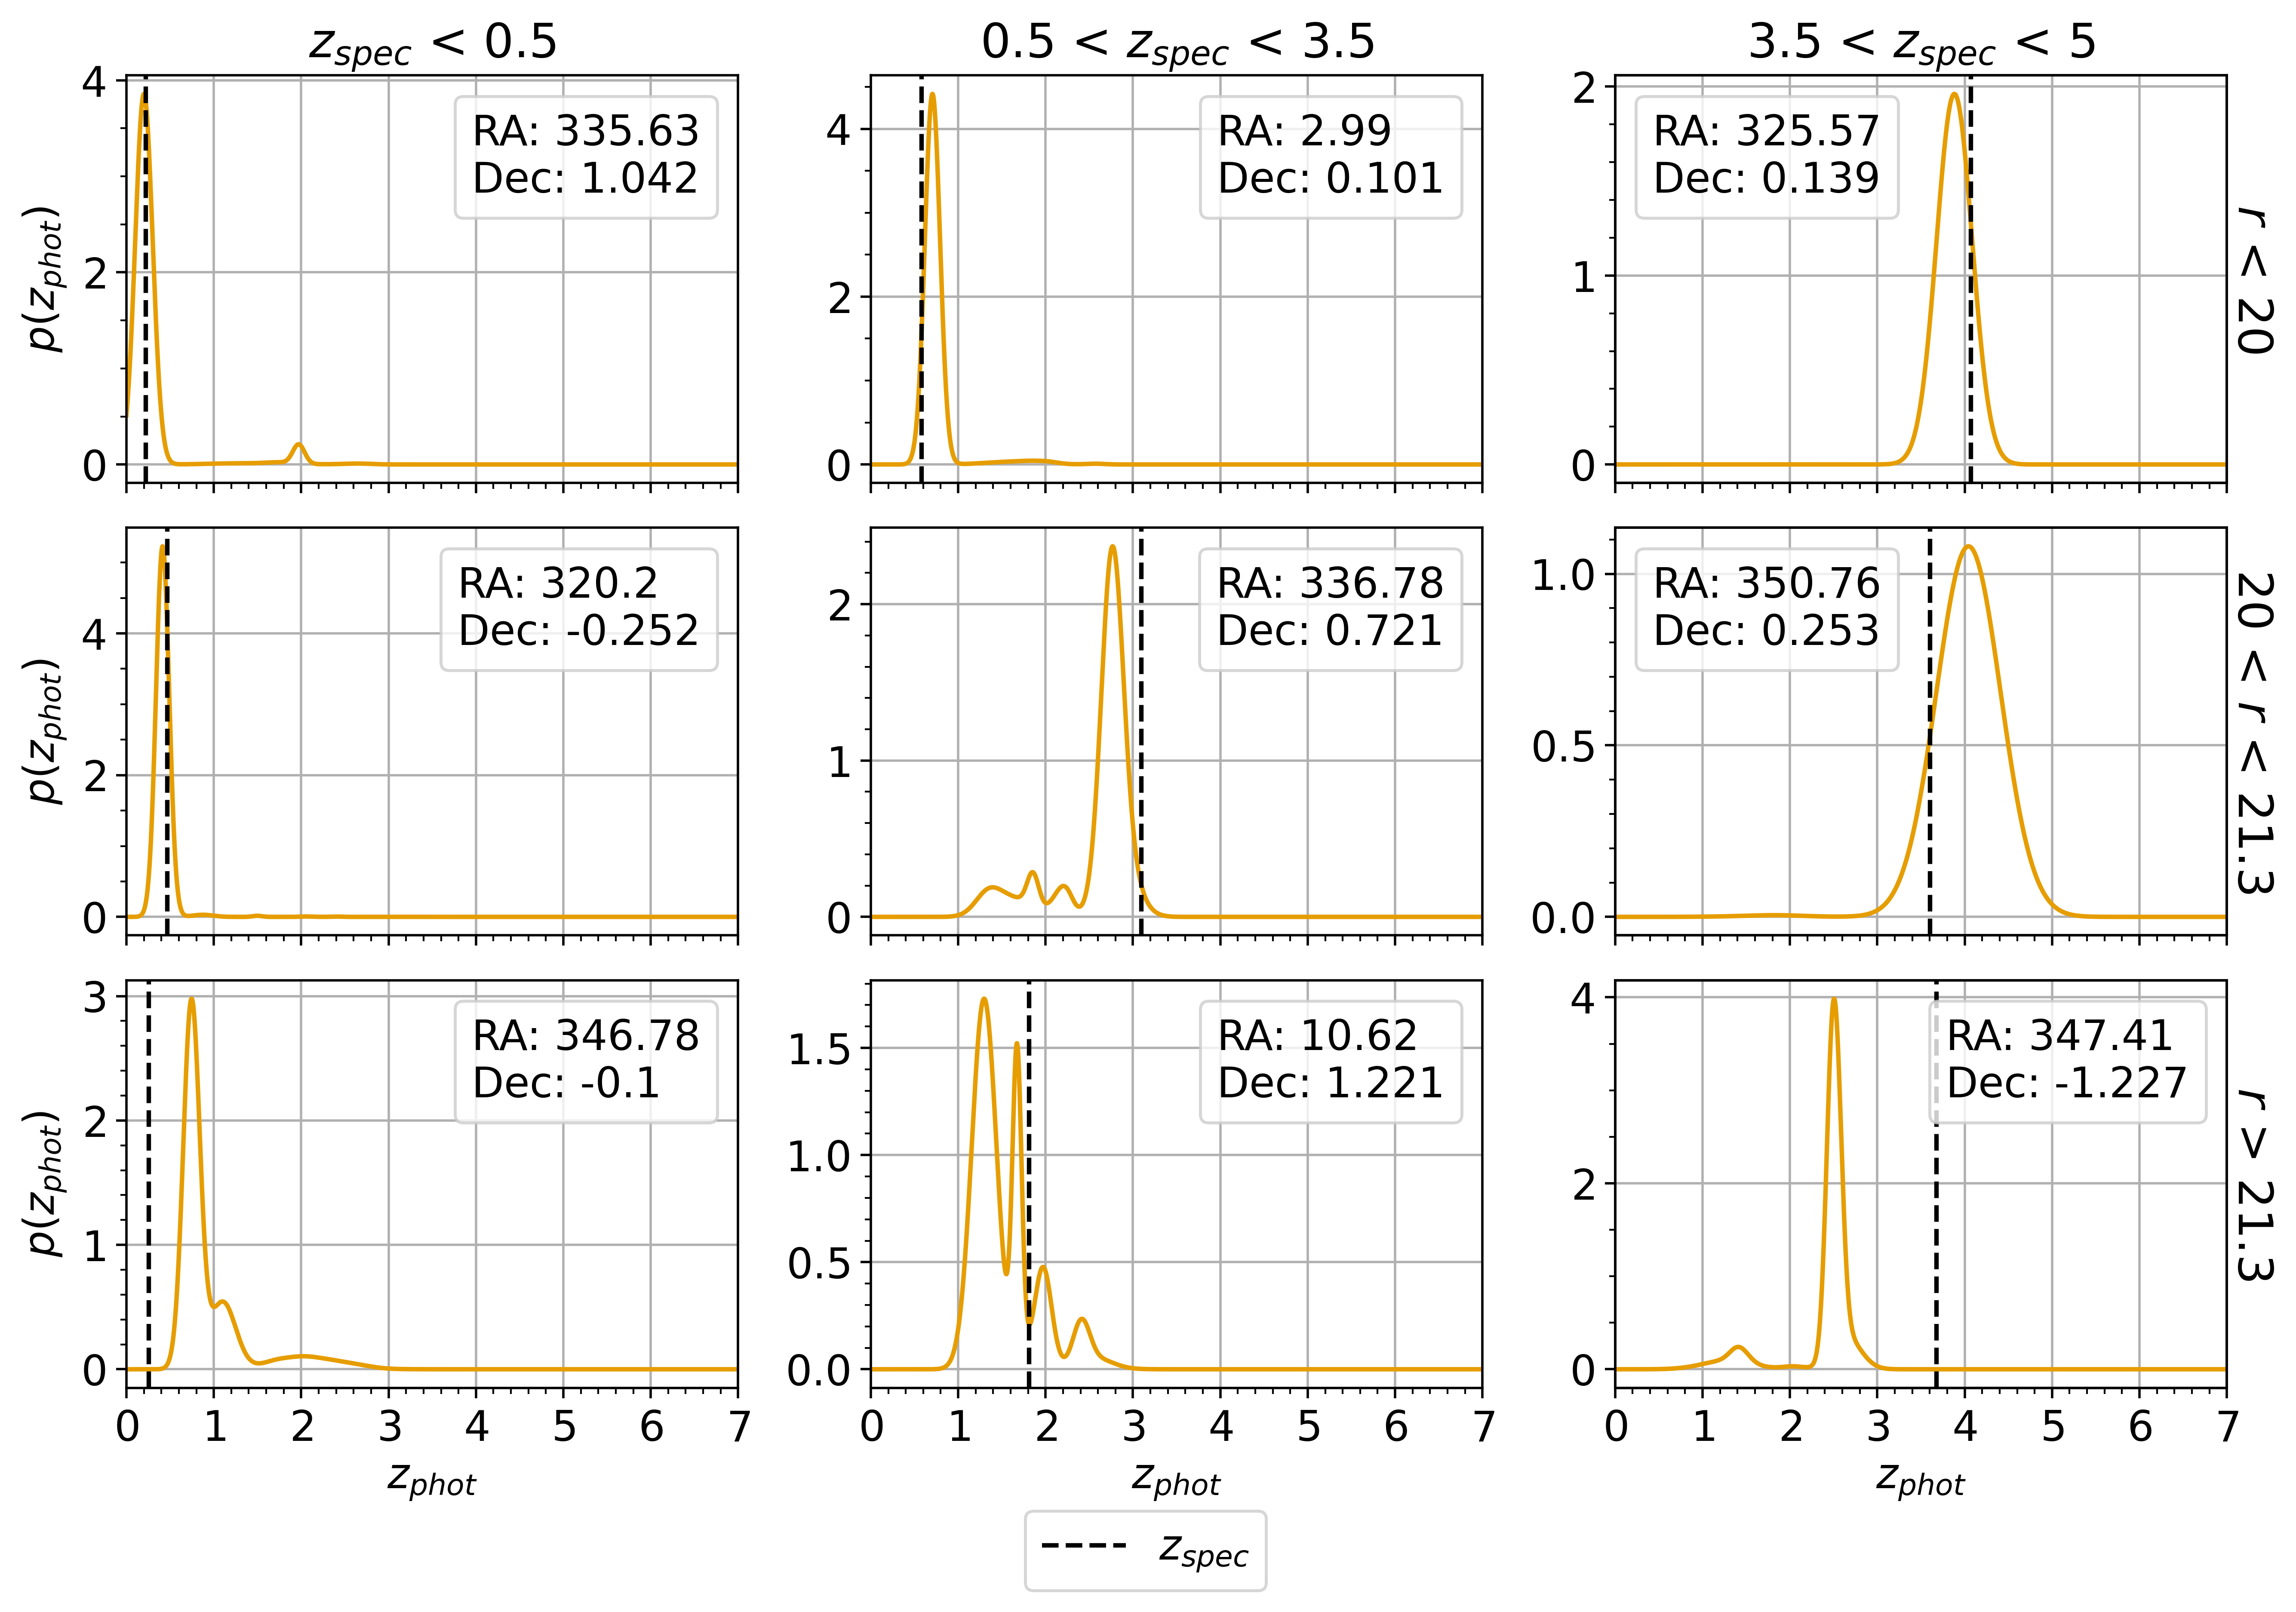 z_spec < 0.5
0.5 < z_spec < 3.5
3.5 < z_spec < 5
4
2
0
p(z_phot)
RA: 335.63
Dec: 1.042
4
2
0
RA: 2.99
Dec: 0.101
2
1
0
RA: 325.57
Dec: 0.139
r < 20
4
2
0
p(z_phot)
RA: 320.2
Dec: -0.252
2
1
0
RA: 336.78
Dec: 0.721
1.0
0.5
0.0
RA: 350.76
Dec: 0.253
20 < r < 21.3
3
2
1
0
p(z_phot)
RA: 346.78
Dec: -0.1
0 1 2 3 4 5 6 7
z_phot
1.5
1.0
0.5
0.0
RA: 10.62
Dec: 1.221
0 1 2 3 4 5 6 7
z_phot
4
2
0
RA: 347.41
Dec: -1.227
0 1 2 3 4 5 6 7
z_phot
r > 21.3
z_spec